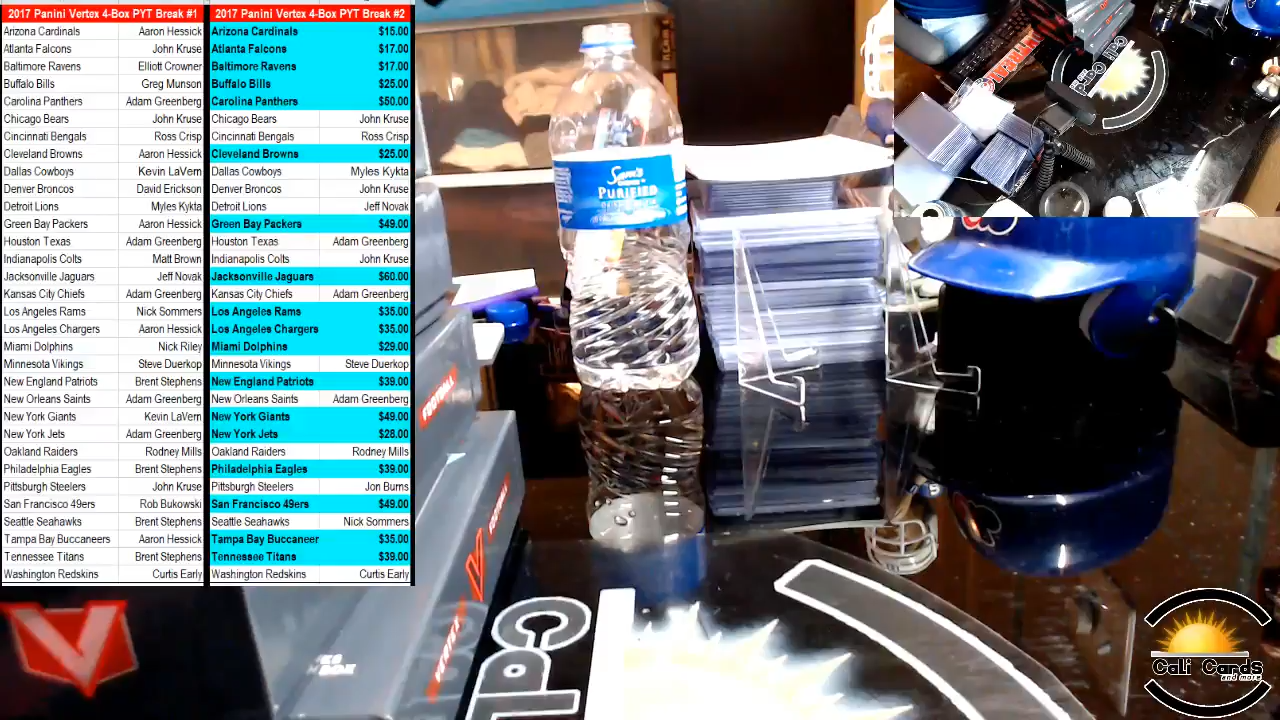 2017 Panini Vertex 4-Box PYT Break #1
Arizona Cardinals Aaron Hessick
Atlanta Falcons John Kruse
Baltimore Ravens Elliott Crowner
Buffalo Bills Greg Munson
Carolina Panthers Adam Greenberg
Chicago Bears John Kruse
Cincinnati Bengals Ross Crisp
Cleveland Browns Aaron Hessick
Dallas Cowboys Kevin LaVern
Denver Broncos David Erickson
Detroit Lions Myles Kykta
Green Bay Packers Aaron Hessick
Houston Texas Adam Greenberg
Indianapolis Colts Matt Brown
Jacksonville Jaguars Jeff Novak
Kansas City Chiefs Adam Greenberg
Los Angeles Rams Nick Sommers
Los Angeles Chargers Aaron Hessick
Miami Dolphins Nick Riley
Minnesota Vikings Steve Duerkop
New England Patriots Brent Stephens
New Orleans Saints Adam Greenberg
New York Giants Kevin LaVern
New York Jets Adam Greenberg
Oakland Raiders Rodney Mills
Philadelphia Eagles Brent Stephens
Pittsburgh Steelers John Kruse
San Francisco 49ers Rob Bukowski
Seattle Seahawks Brent Stephens
Tampa Bay Buccaneers Aaron Hessick
Tennessee Titans Brent Stephens
Washington Redskins Curtis Early
2017 Panini Vertex 4-Box PYT Break #2
Arizona Cardinals $15.00
Atlanta Falcons $17.00
Baltimore Ravens $17.00
Buffalo Bills $25.00
Carolina Panthers $50.00
Chicago Bears John Kruse
Cincinnati Bengals Ross Crisp
Cleveland Browns $25.00
Dallas Cowboys Myles Kykta
Denver Broncos John Kruse
Detroit Lions Jeff Novak
Green Bay Packers $49.00
Houston Texas Adam Greenberg
Indianapolis Colts John Kruse
Jacksonville Jaguars $60.00
Kansas City Chiefs Adam Greenberg
Los Angeles Rams $35.00
Los Angeles Chargers $35.00
Miami Dolphins $29.00
Minnesota Vikings Steve Duerkop
New England Patriots $39.00
New Orleans Saints Adam Greenberg
New York Giants $49.00
New York Jets $28.00
Oakland Raiders Rodney Mills
Philadelphia Eagles $39.00
Pittsburgh Steelers Jon Burns
San Francisco 49ers $49.00
Seattle Seahawks Nick Sommers
Tampa Bay Buccaneer $35.00
Tennessee Titans $39.00
Washington Redskins Curtis Early
Sam's
PURIFIED
FOOTBALL
Cali Cards
and more